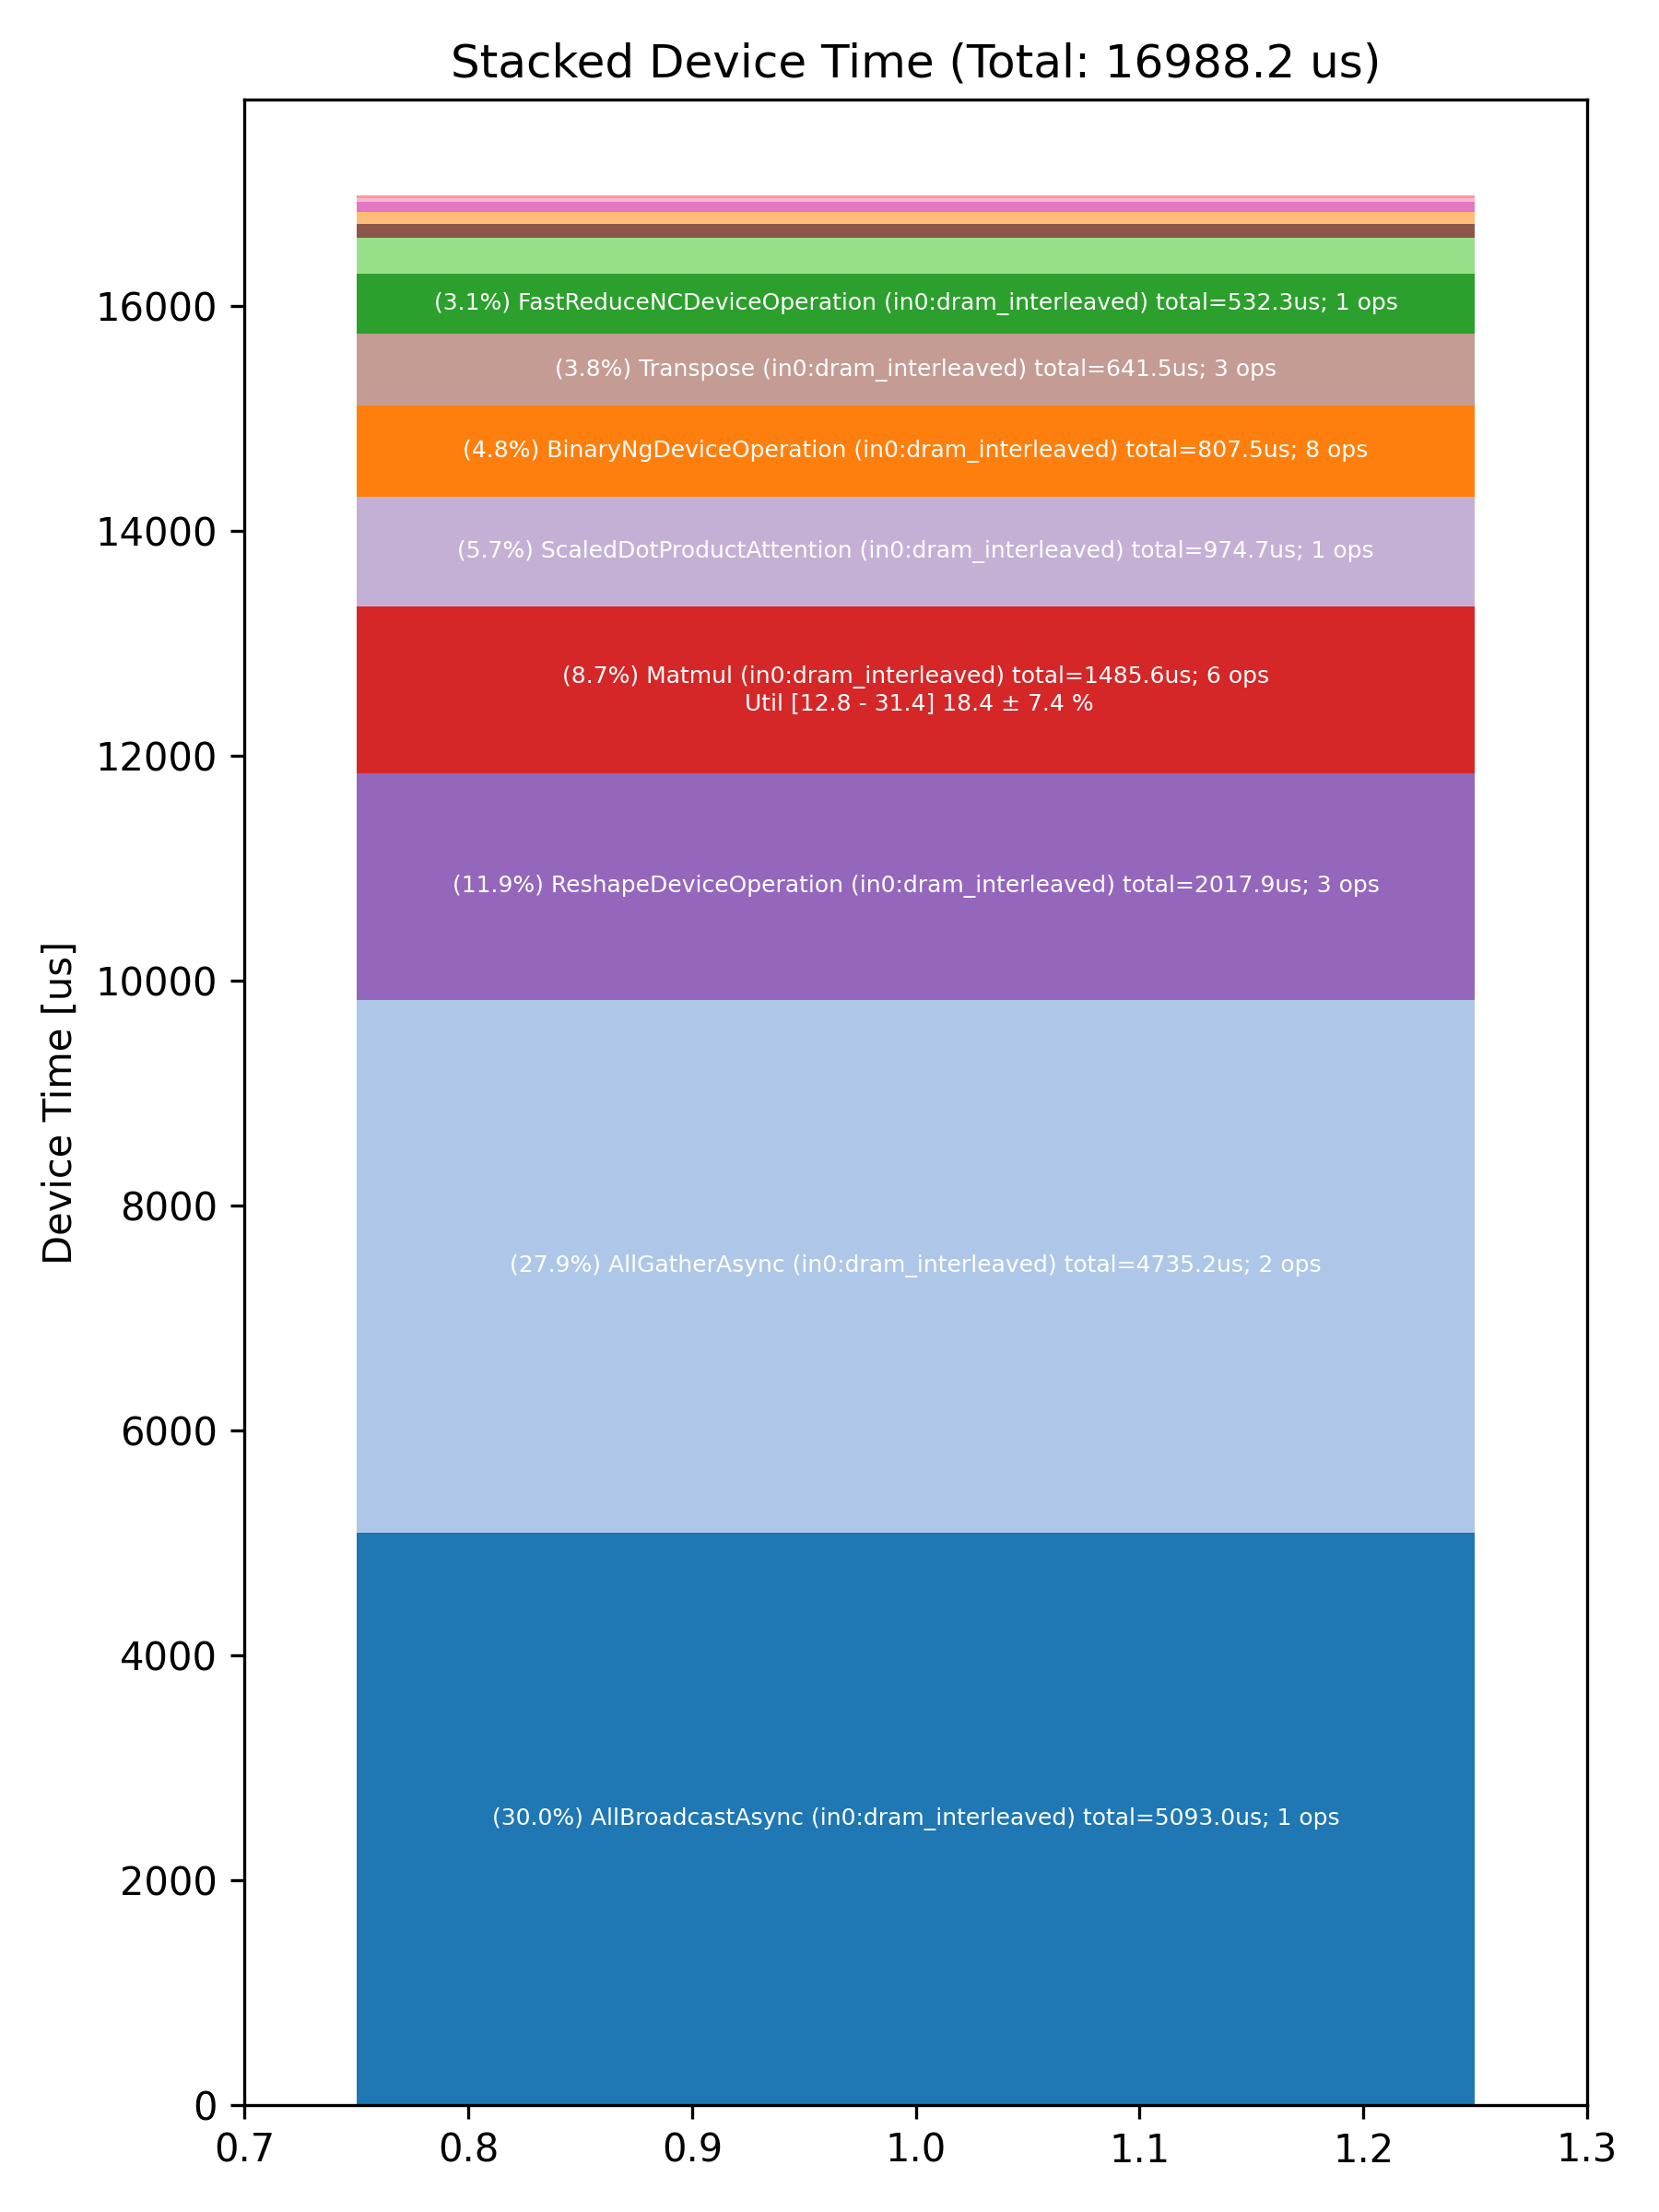 Stacked Device Time (Total: 16988.2 us)
Device Time [us]
16000
14000
12000
10000
8000
6000
4000
2000
0
(3.1%) FastReduceNCDeviceOperation (in0:dram_interleaved) total=532.3us; 1 ops
(3.8%) Transpose (in0:dram_interleaved) total=641.5us; 3 ops
(4.8%) BinaryNgDeviceOperation (in0:dram_interleaved) total=807.5us; 8 ops
(5.7%) ScaledDotProductAttention (in0:dram_interleaved) total=974.7us; 1 ops
(8.7%) Matmul (in0:dram_interleaved) total=1485.6us; 6 ops
Util [12.8 - 31.4] 18.4 ± 7.4 %
(11.9%) ReshapeDeviceOperation (in0:dram_interleaved) total=2017.9us; 3 ops
(27.9%) AllGatherAsync (in0:dram_interleaved) total=4735.2us; 2 ops
(30.0%) AllBroadcastAsync (in0:dram_interleaved) total=5093.0us; 1 ops
0.7 0.8 0.9 1.0 1.1 1.2 1.3